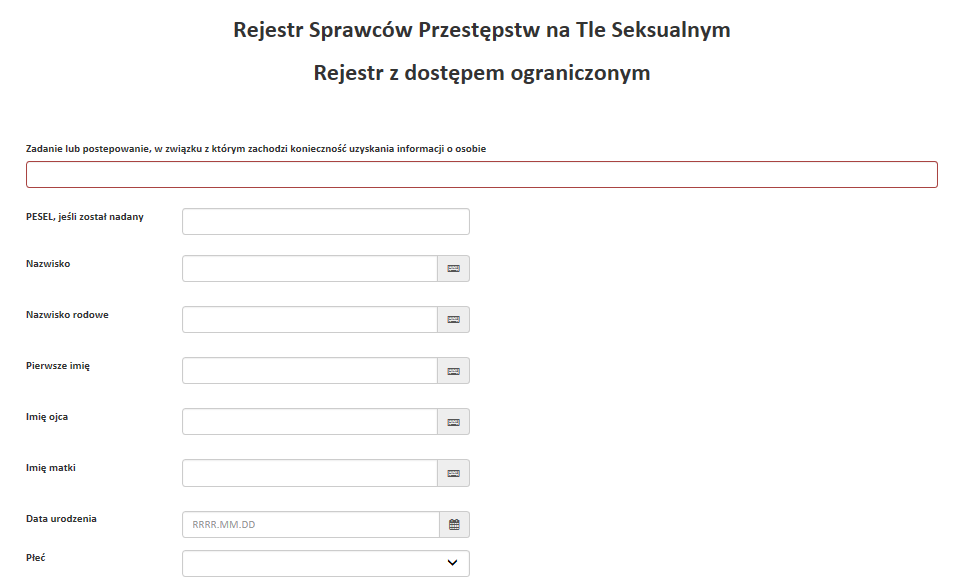 Rejestr Sprawców Przestępstw na Tle Seksualnym
Rejestr z dostępem ograniczonym
Zadanie lub postepowanie, w związku z którym zachodzi konieczność uzyskania informacji o osobie
PESEL, jeśli został nadany
Nazwisko
Nazwisko rodowe
Pierwsze imię
Imię ojca
Imię matki
Data urodzenia
RRRR.MM.DD
Płeć